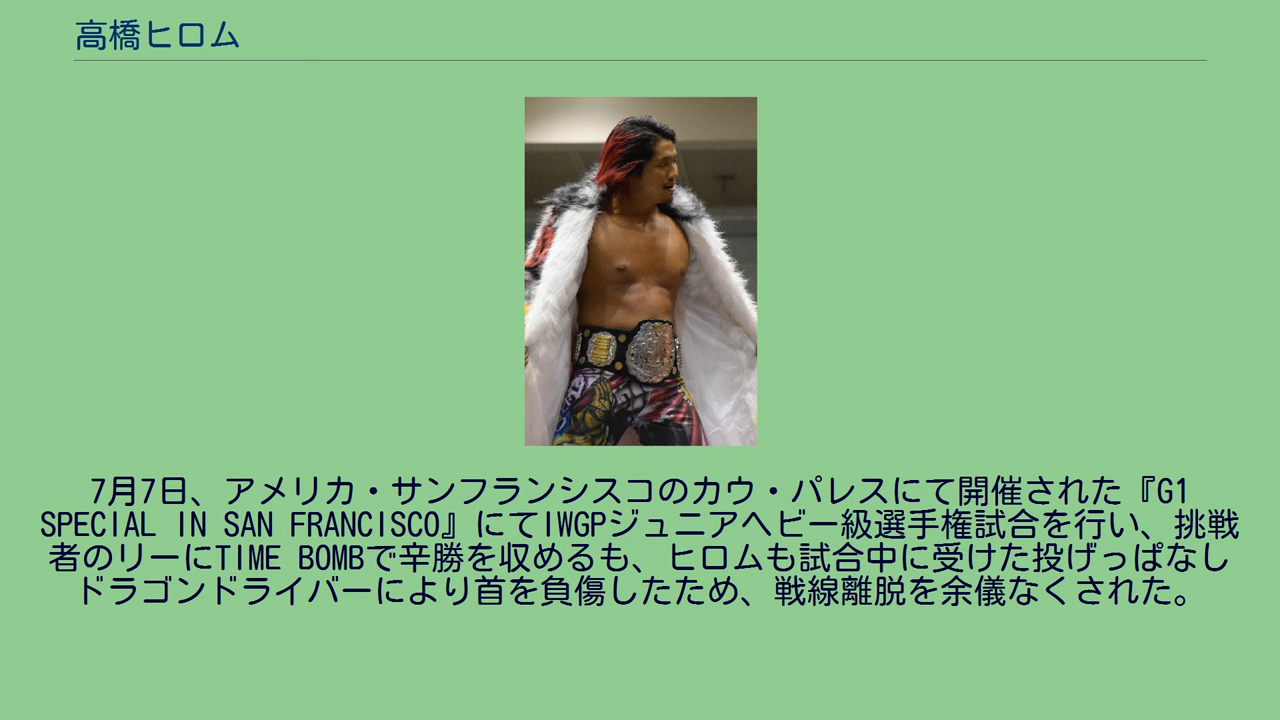 高橋ヒロム
7月7日、アメリカ・サンフランシスコのカウ・パレスにて開催された『G1
SPECIAL IN SAN FRANCISCO』にてIWGPジュニアヘビー級選手権試合を行い、挑戦
者のリーにTIME BOMBで辛勝を収めるも、ヒロムも試合中に受けた投げっぱなし
ドラゴンドライバーにより首を負傷したため、戦線離脱を余儀なくされた。